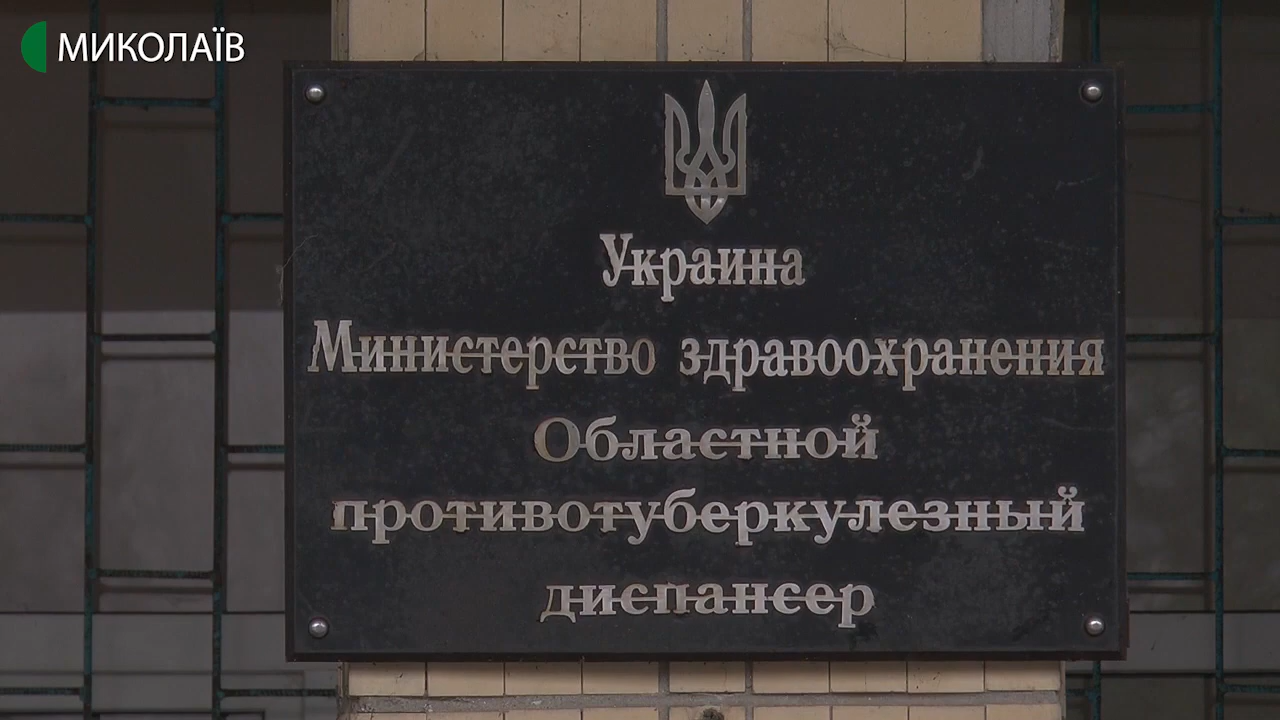 МИКОЛАЇВ
Украина
Министерство здравоохранения
Областной
противотуберкулезный
диспансер